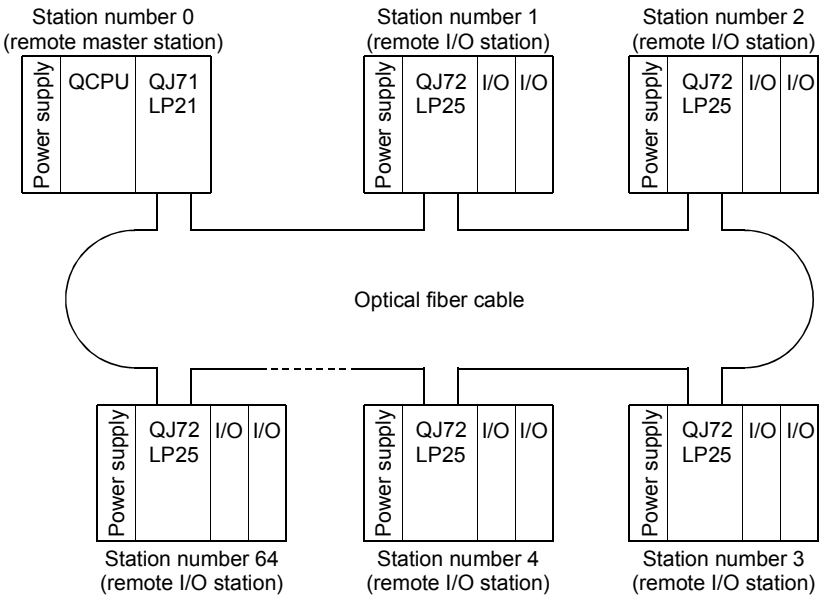 Station number 0
(remote master station)
Power supply
QCPU
QJ71
LP21
Station number 1
(remote I/O station)
Power supply
QJ72
LP25
I/O
I/O
Station number 2
(remote I/O station)
Power supply
QJ72
LP25
I/O
I/O
Optical fiber cable
Power supply
QJ72
LP25
I/O
I/O
Station number 64
(remote I/O station)
Power supply
QJ72
LP25
I/O
I/O
Station number 4
(remote I/O station)
Power supply
QJ72
LP25
I/O
I/O
Station number 3
(remote I/O station)